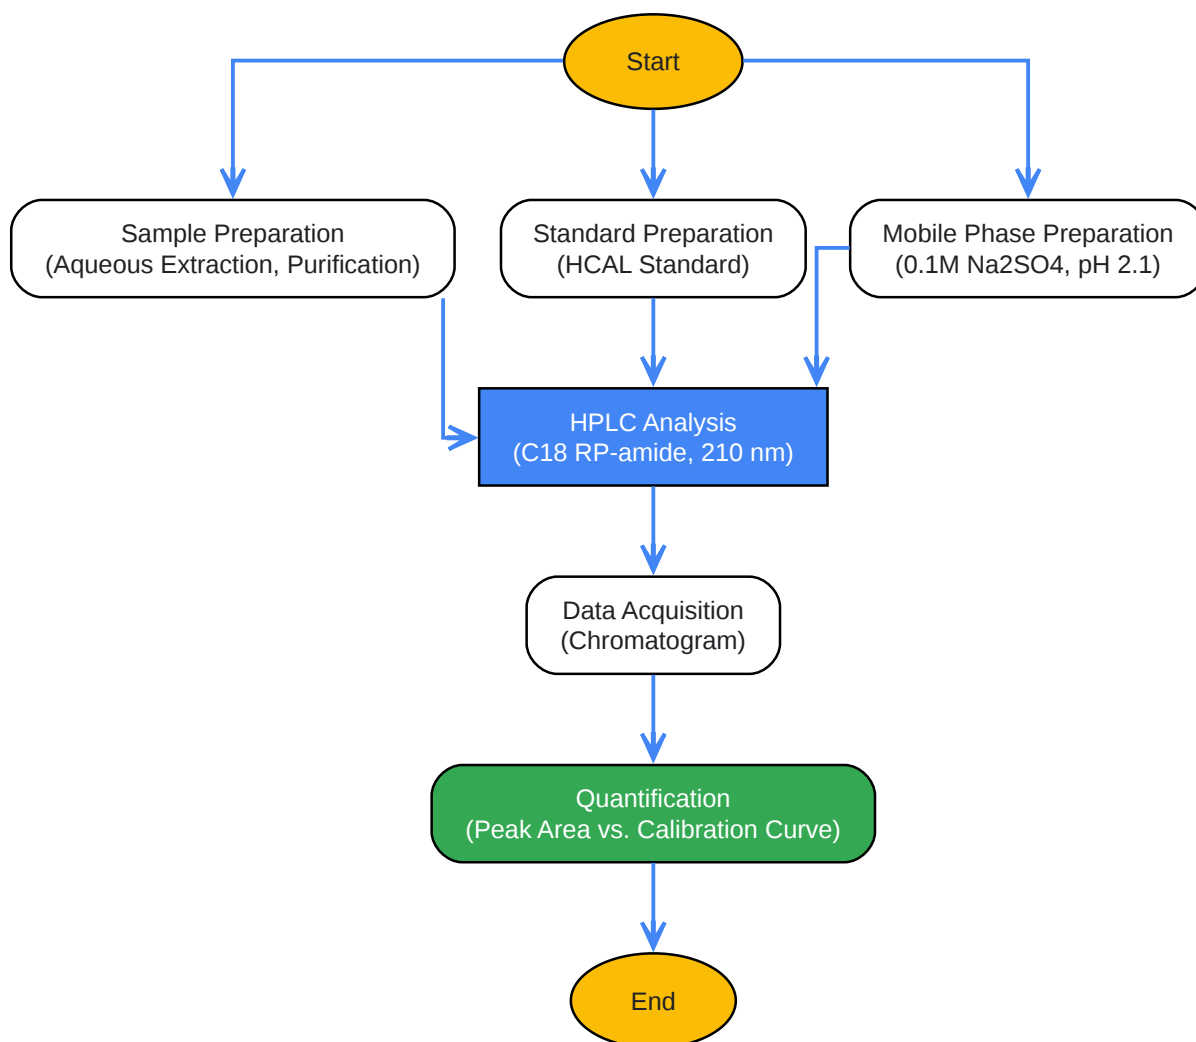 Start
Sample Preparation
(Aqueous Extraction, Purification)
Standard Preparation
(HCAL Standard)
Mobile Phase Preparation
(0.1M Na2SO4, pH 2.1)
HPLC Analysis
(C18 RP-amide, 210 nm)
Data Acquisition
(Chromatogram)
Quantification
(Peak Area vs. Calibration Curve)
End